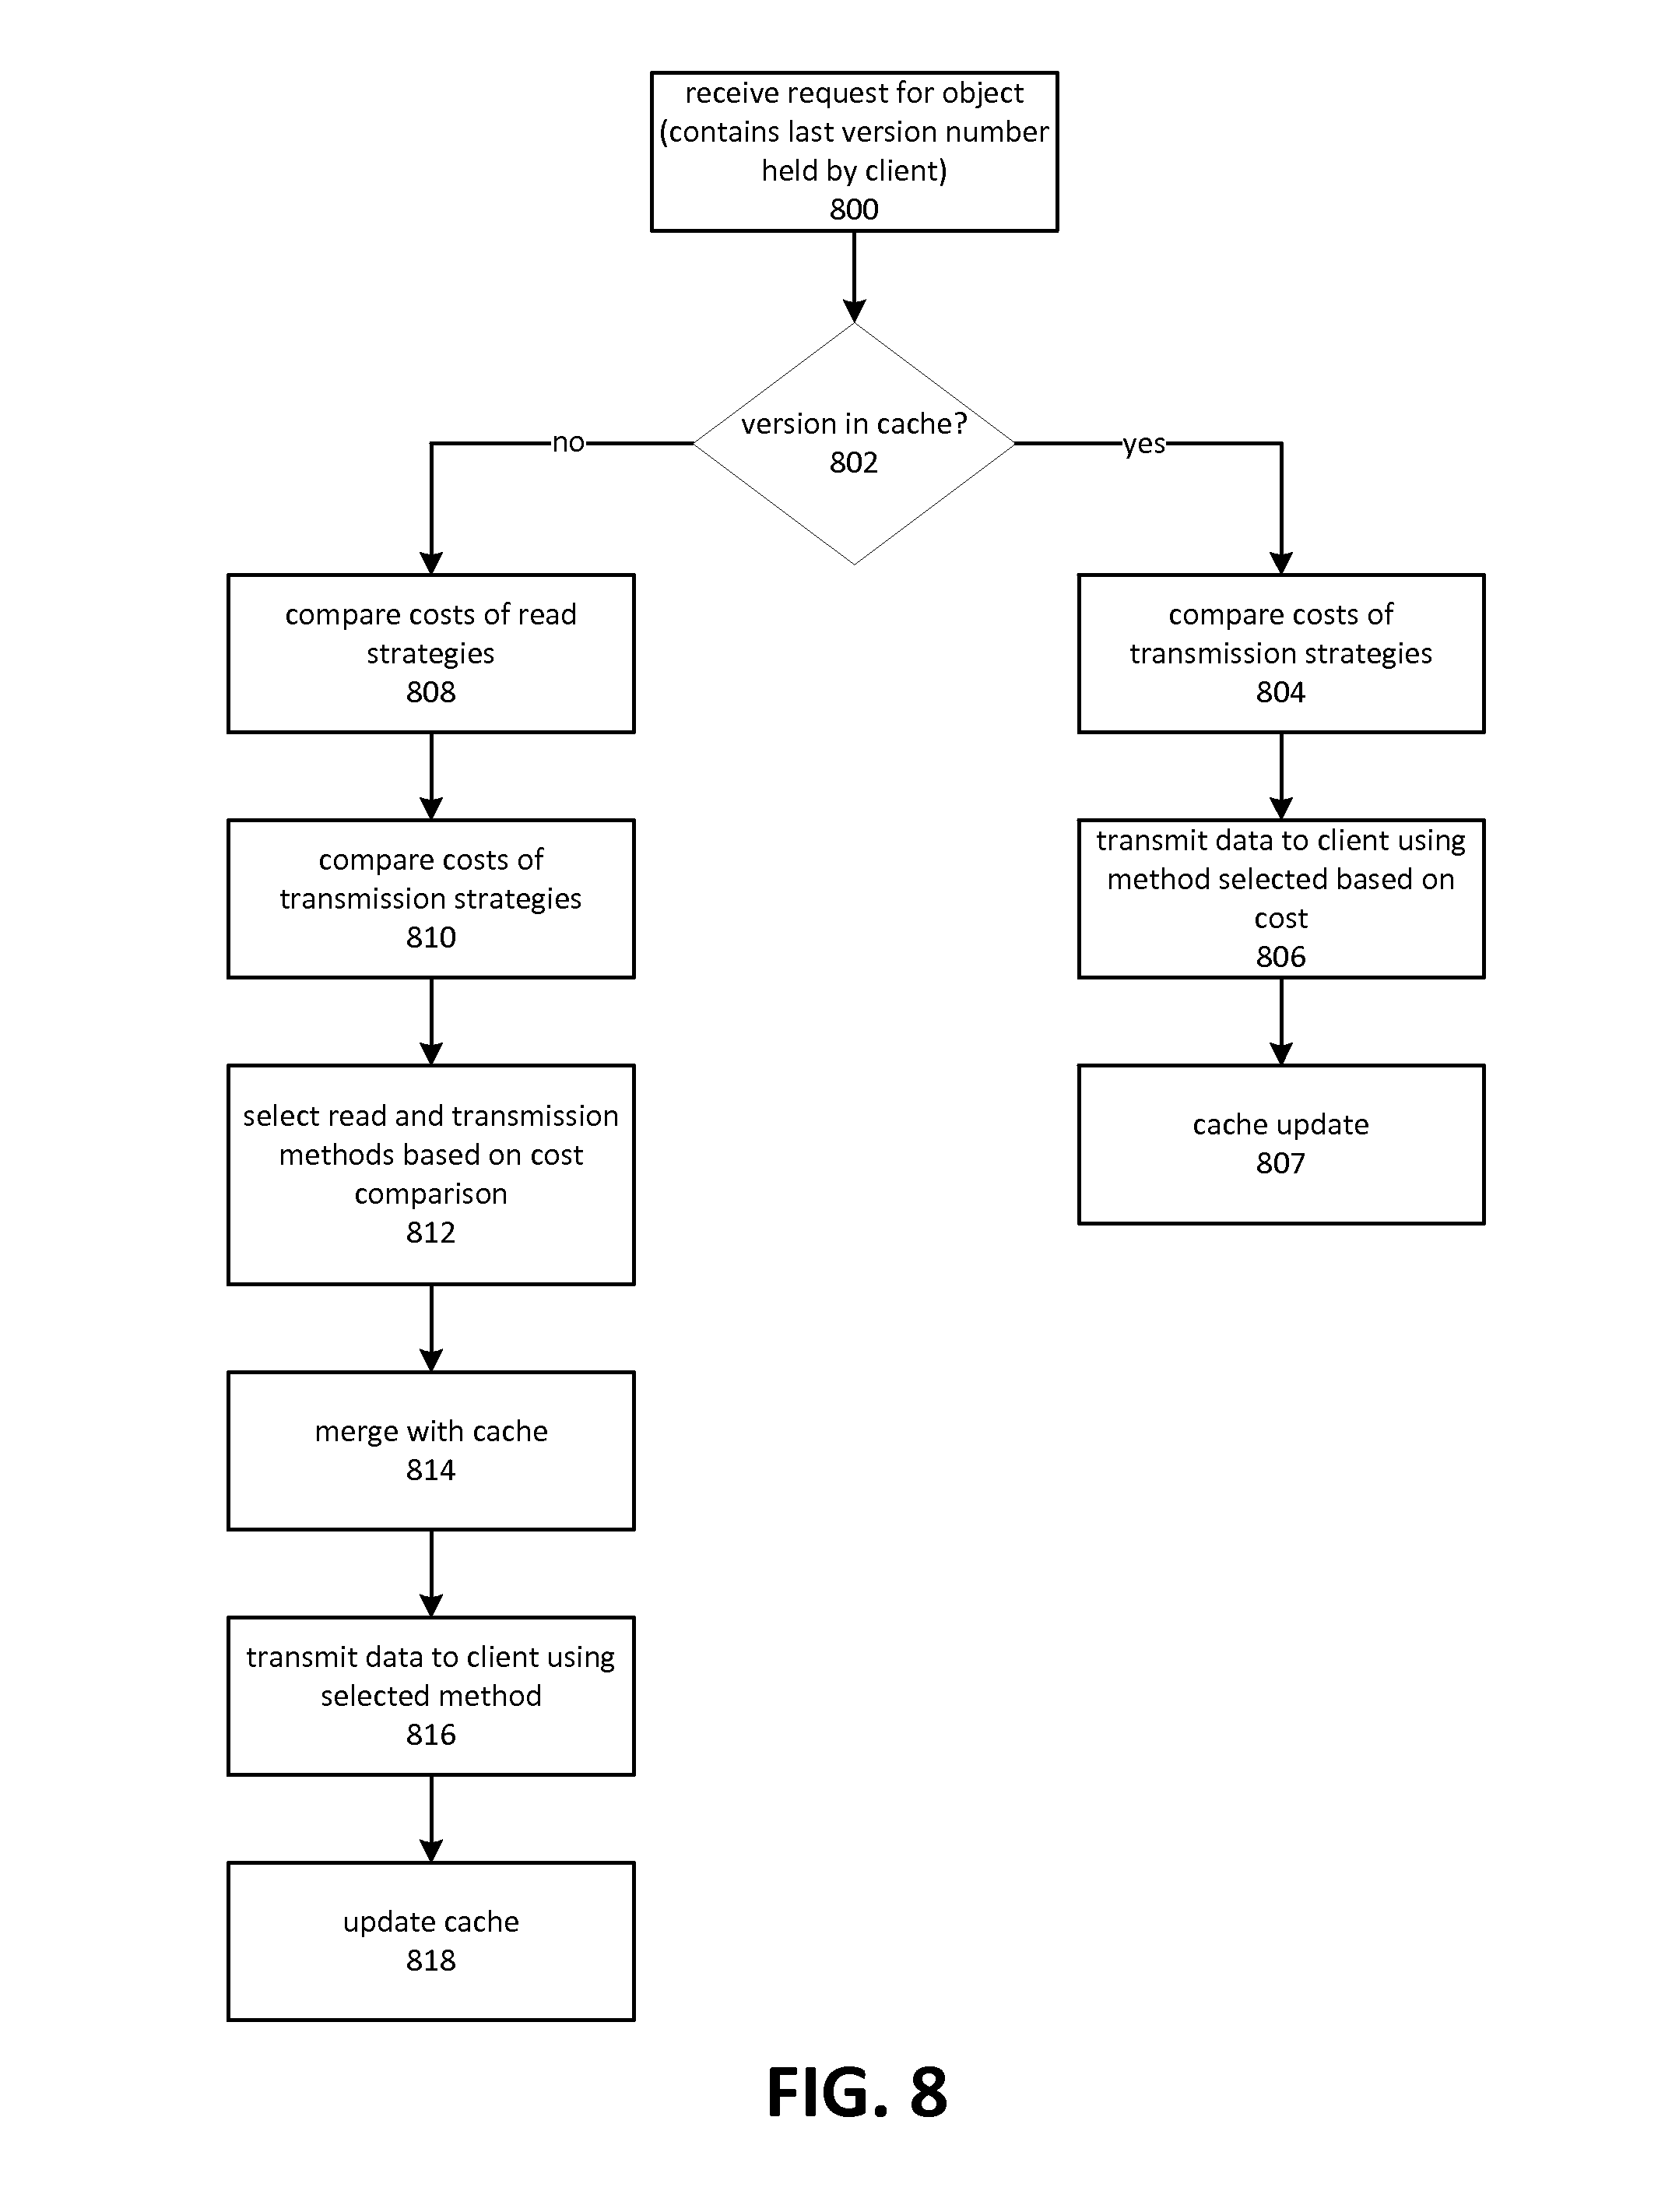 receive request for object
(contains last version number
held by client)
800
version in cache?
802
no
yes
compare costs of read
strategies
808
compare costs of
transmission strategies
804
compare costs of
transmission strategies
810
transmit data to client using
method selected based on
cost
806
select read and transmission
methods based on cost
comparison
812
cache update
807
merge with cache
814
transmit data to client using
selected method
816
update cache
818
FIG. 8